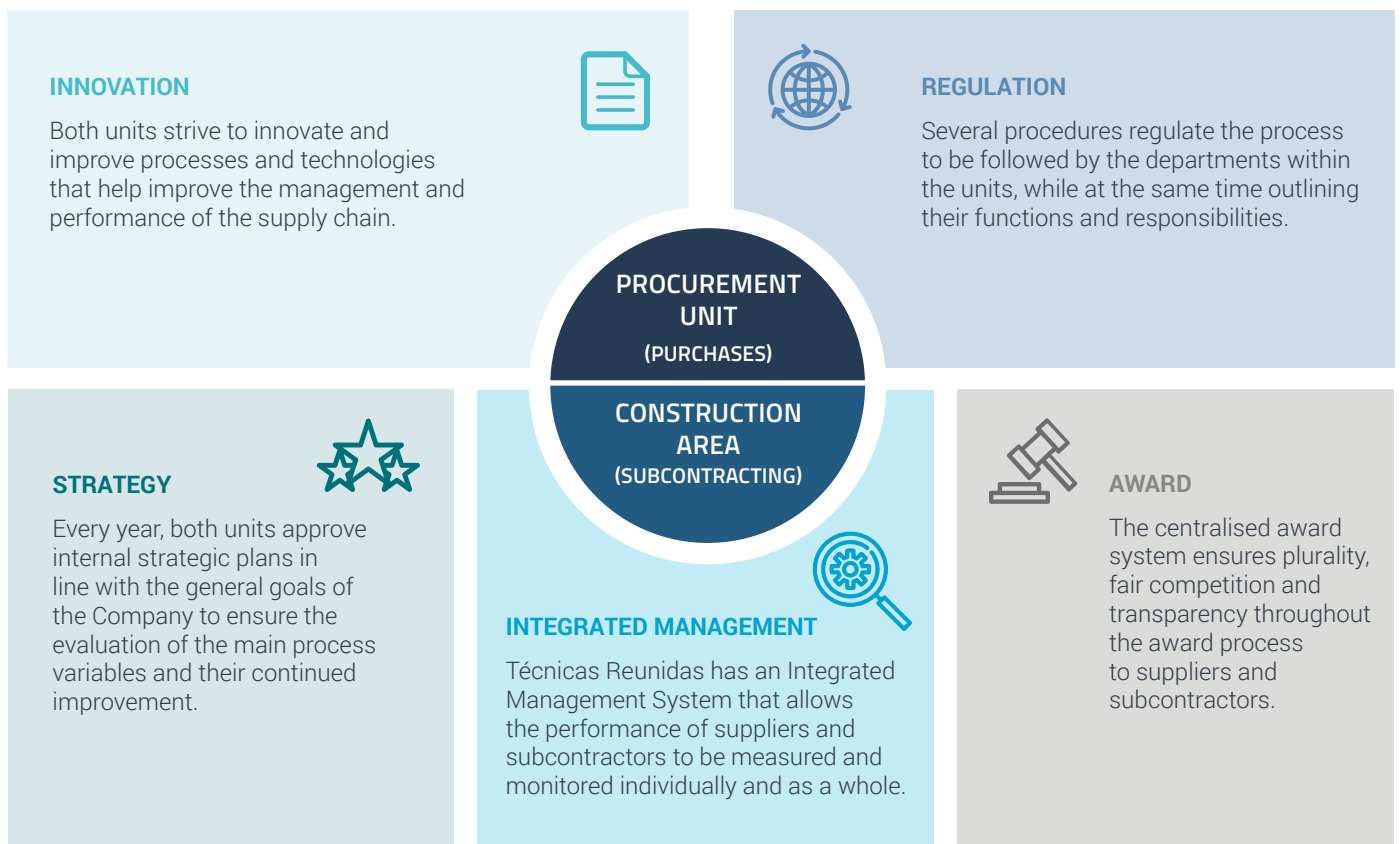 INNOVATION
Both units strive to innovate and
improve processes and technologies
that help improve the management and
performance of the supply chain.
REGULATION
Several procedures regulate the process
to be followed by the departments within
the units, while at the same time outlining
their functions and responsibilities.
PROCUREMENT
UNIT
(PURCHASES)
CONSTRUCTION
AREA
(SUBCONTRACTING)
STRATEGY
Every year, both units approve
internal strategic plans in
line with the general goals of
the Company to ensure the
evaluation of the main process
variables and their continued
improvement.
INTEGRATED MANAGEMENT
Técnicas Reunidas has an Integrated
Management System that allows
the performance of suppliers and
subcontractors to be measured and
monitored individually and as a whole.
AWARD
The centralised award
system ensures plurality,
fair competition and
transparency throughout
the award process
to suppliers and
subcontractors.